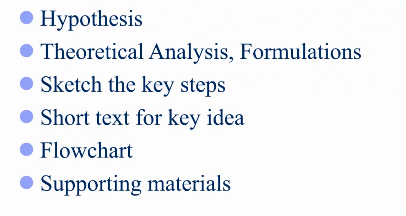 Hypothesis
Theoretical Analysis, Formulations
Sketch the key steps
Short text for key idea
Flowchart
Supporting materials